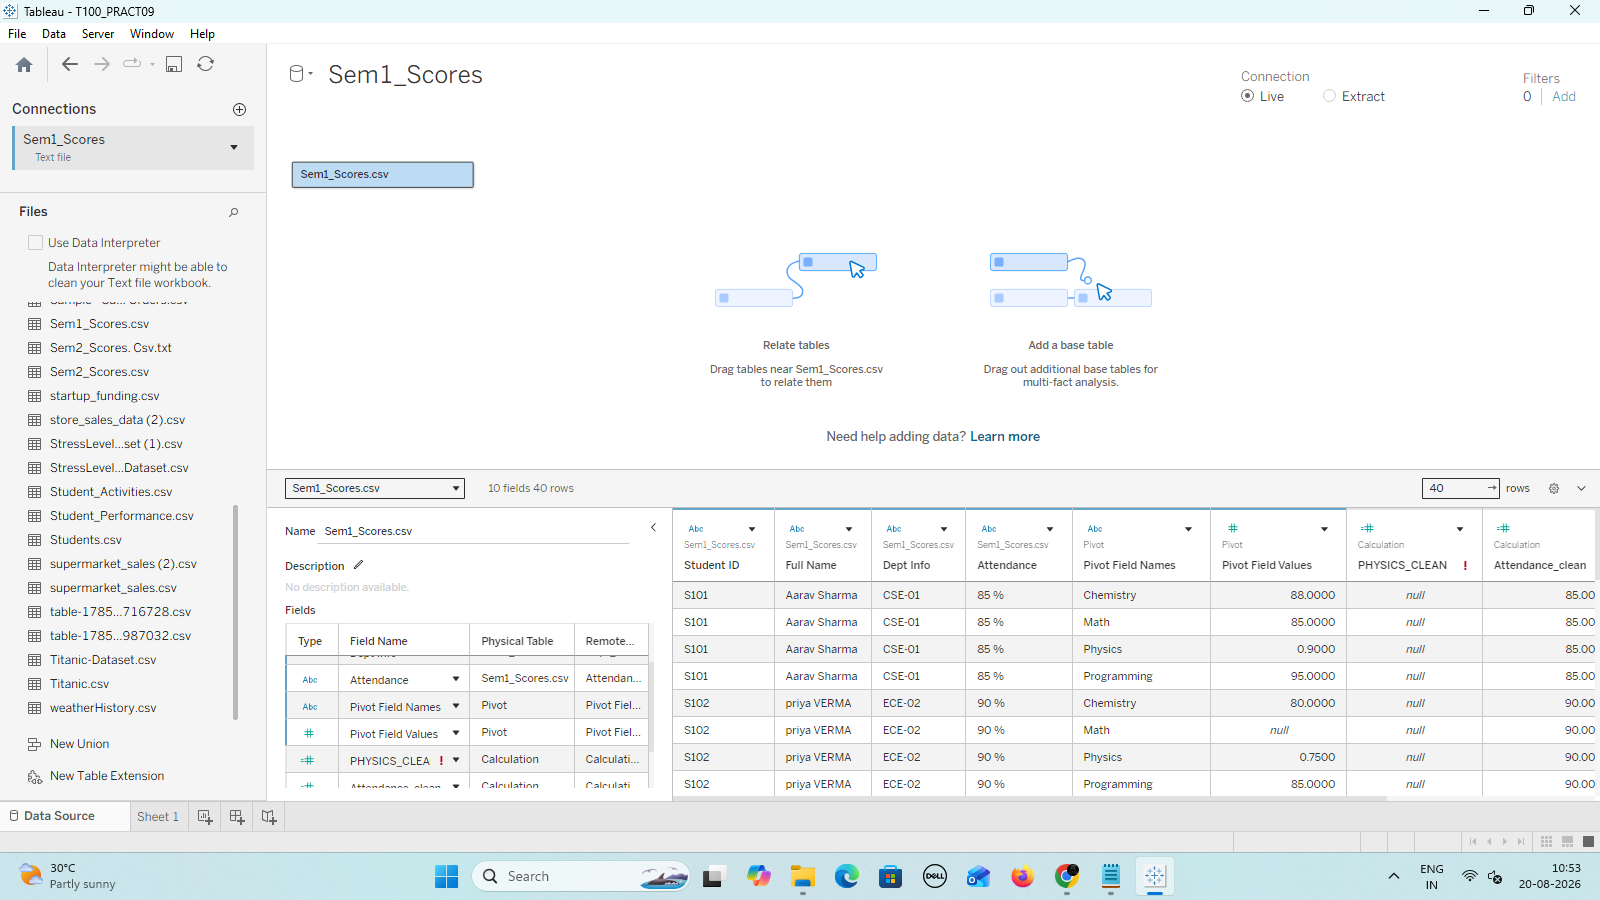 Tableau - T100_PRACT09
File Data Server Window Help
Connections
Sem1_Scores
Text file
Files
Use Data Interpreter
Data Interpreter might be able to
clean your Text file workbook.
Sem1_Scores.csv
Sem2_Scores. Csv.txt
Sem2_Scores.csv
startup_funding.csv
store_sales_data (2).csv
StressLevel...set (1).csv
StressLevel...Dataset.csv
Student_Activities.csv
Student_Performance.csv
Students.csv
supermarket_sales (2).csv
supermarket_sales.csv
table-1785...716728.csv
table-1785...987032.csv
Titanic-Dataset.csv
Titanic.csv
weatherHistory.csv
New Union
New Table Extension
Sem1_Scores
Connection
Live Extract
Filters
0 Add
Sem1_Scores.csv
Relate tables
Drag tables near Sem1_Scores.csv
to relate them
Add a base table
Drag out additional base tables for
multi-fact analysis.
Need help adding data? Learn more
Sem1_Scores.csv 10 fields 40 rows 40 rows
Name Sem1_Scores.csv
Description
No description available.
Fields
Type Field Name Physical Table Remote...
Abc Attendance Sem1_Scores.csv Attendan...
Abc Pivot Field Names Pivot Pivot Fiel...
# Pivot Field Values Pivot Pivot Fiel...
=# PHYSICS_CLEA ! Calculation Calculati...
=# Attendance_clean Calculation Calculati
Abc Abc Abc Abc Abc # =# =#
Sem1_Scores.csv Sem1_Scores.csv Sem1_Scores.csv Sem1_Scores.csv Pivot Pivot Calculation Calculation
Student ID Full Name Dept Info Attendance Pivot Field Names Pivot Field Values PHYSICS_CLEAN ! Attendance_clean
S101 Aarav Sharma CSE-01 85 % Chemistry 88.0000 null 85.00
S101 Aarav Sharma CSE-01 85 % Math 85.0000 null 85.00
S101 Aarav Sharma CSE-01 85 % Physics 0.9000 null 85.00
S101 Aarav Sharma CSE-01 85 % Programming 95.0000 null 85.00
S102 priya VERMA ECE-02 90 % Chemistry 80.0000 null 90.00
S102 priya VERMA ECE-02 90 % Math null null 90.00
S102 priya VERMA ECE-02 90 % Physics 0.7500 null 90.00
S102 priya VERMA ECE-02 90 % Programming 85.0000 null 90.00
Data Source Sheet 1
30°C
Partly sunny
Search
DELL
ENG
IN
10:53
20-08-2026